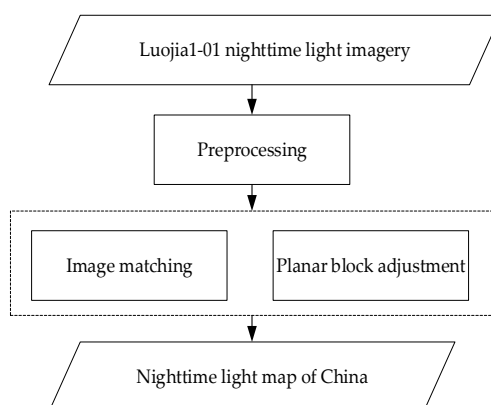 Luojia1-01 nighttime light imagery
Preprocessing
Image matching
Planar block adjustment
Nighttime light map of China